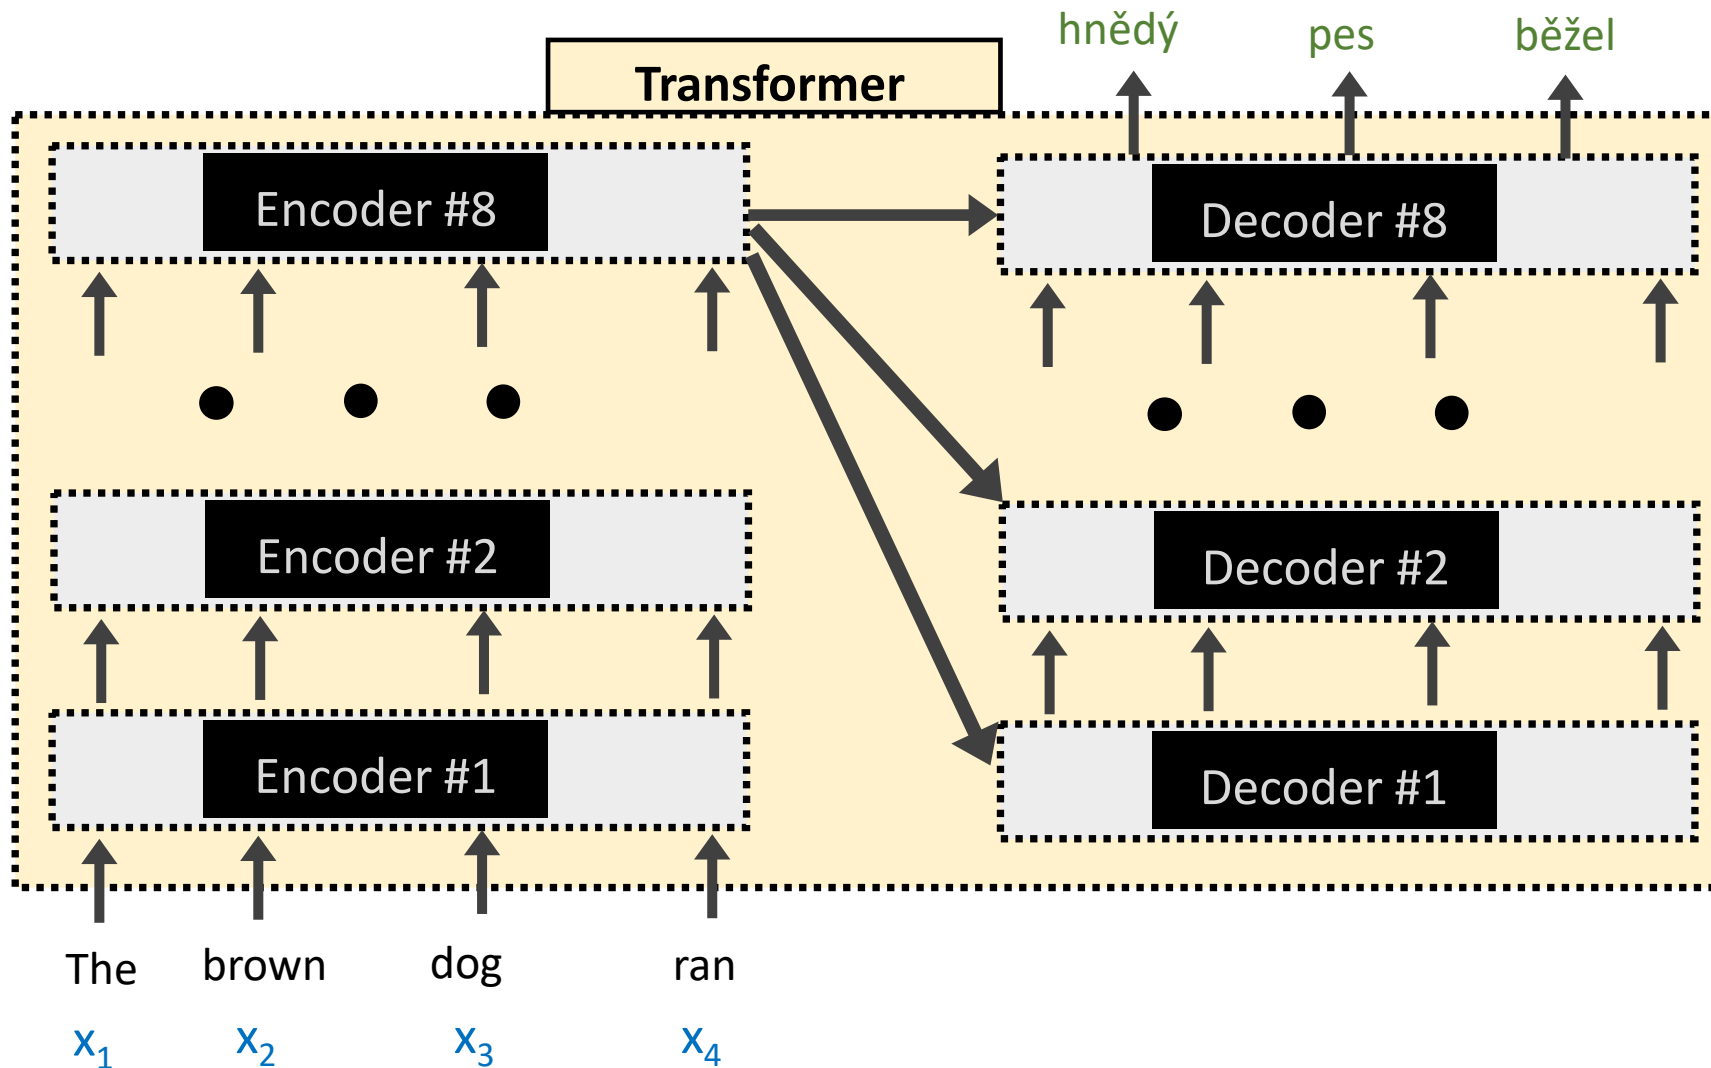 hnědý pes běžel
Transformer
Encoder #8
Decoder #8
Encoder #2
Decoder #2
Encoder #1
Decoder #1
The brown dog ran
x₁ x₂ x₃ x₄